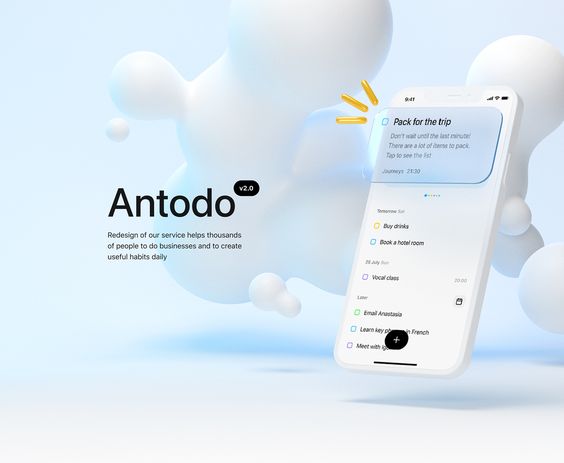 Antodo
v2.0
Redesign of our service helps thousands
of people to do businesses and to create
useful habits daily
9:41
Pack for the trip
Don't wait until the last minute!
There are a lot of items to pack.
Tap to see the list
Journeys 21:30
Tomorrow Sat
Buy drinks
Book a hotel room
25 July Sun
Vocal class
20:00
Later
Email Anastasia
Learn key in French
Meet with
+